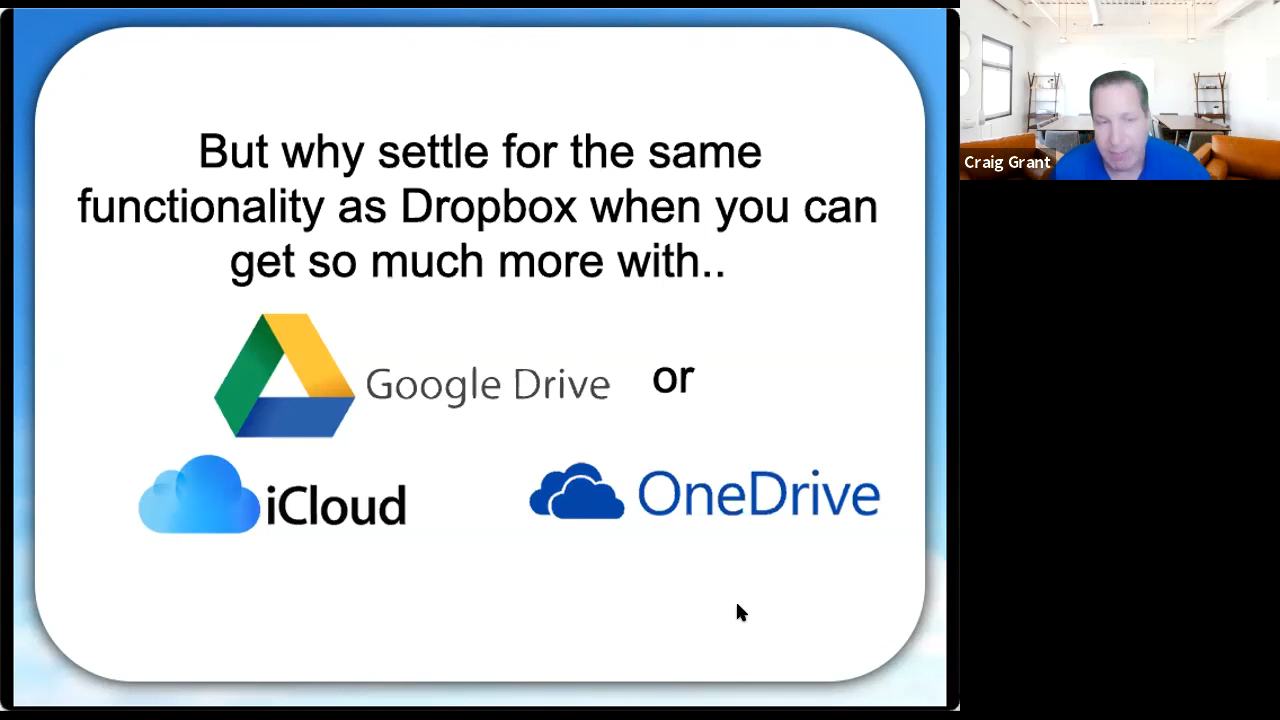 But why settle for the same
functionality as Dropbox when you can
get so much more with..
Google Drive or
iCloud OneDrive
Craig Grant